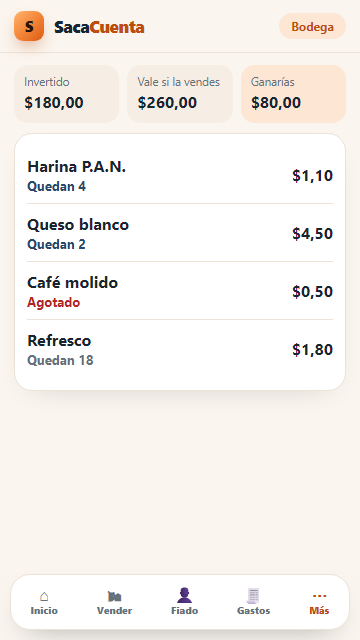 S
SacaCuenta
Bodega
Invertido
Vale si la vendes
Ganarías
$180,00
$260,00
$80,00
Harina P.A.N.
Quedan 4
$1,10
Queso blanco
Quedan 2
$4,50
Café molido
Agotado
$0,50
Refresco
Quedan 18
$1,80
Inicio
Vender
Fiado
Gastos
Más